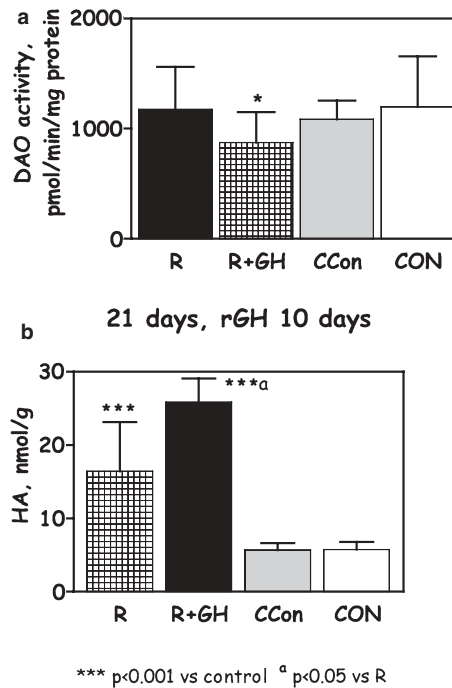 a
DAO activity,
pmol/min/mg protein
2000
1000
0
*
R R+GH CCon CON
21 days, rGH 10 days
b
HA, nmol/g
30
20
10
0
***
***a
R R+GH CCon CON
*** p<0.001 vs control a p<0.05 vs R